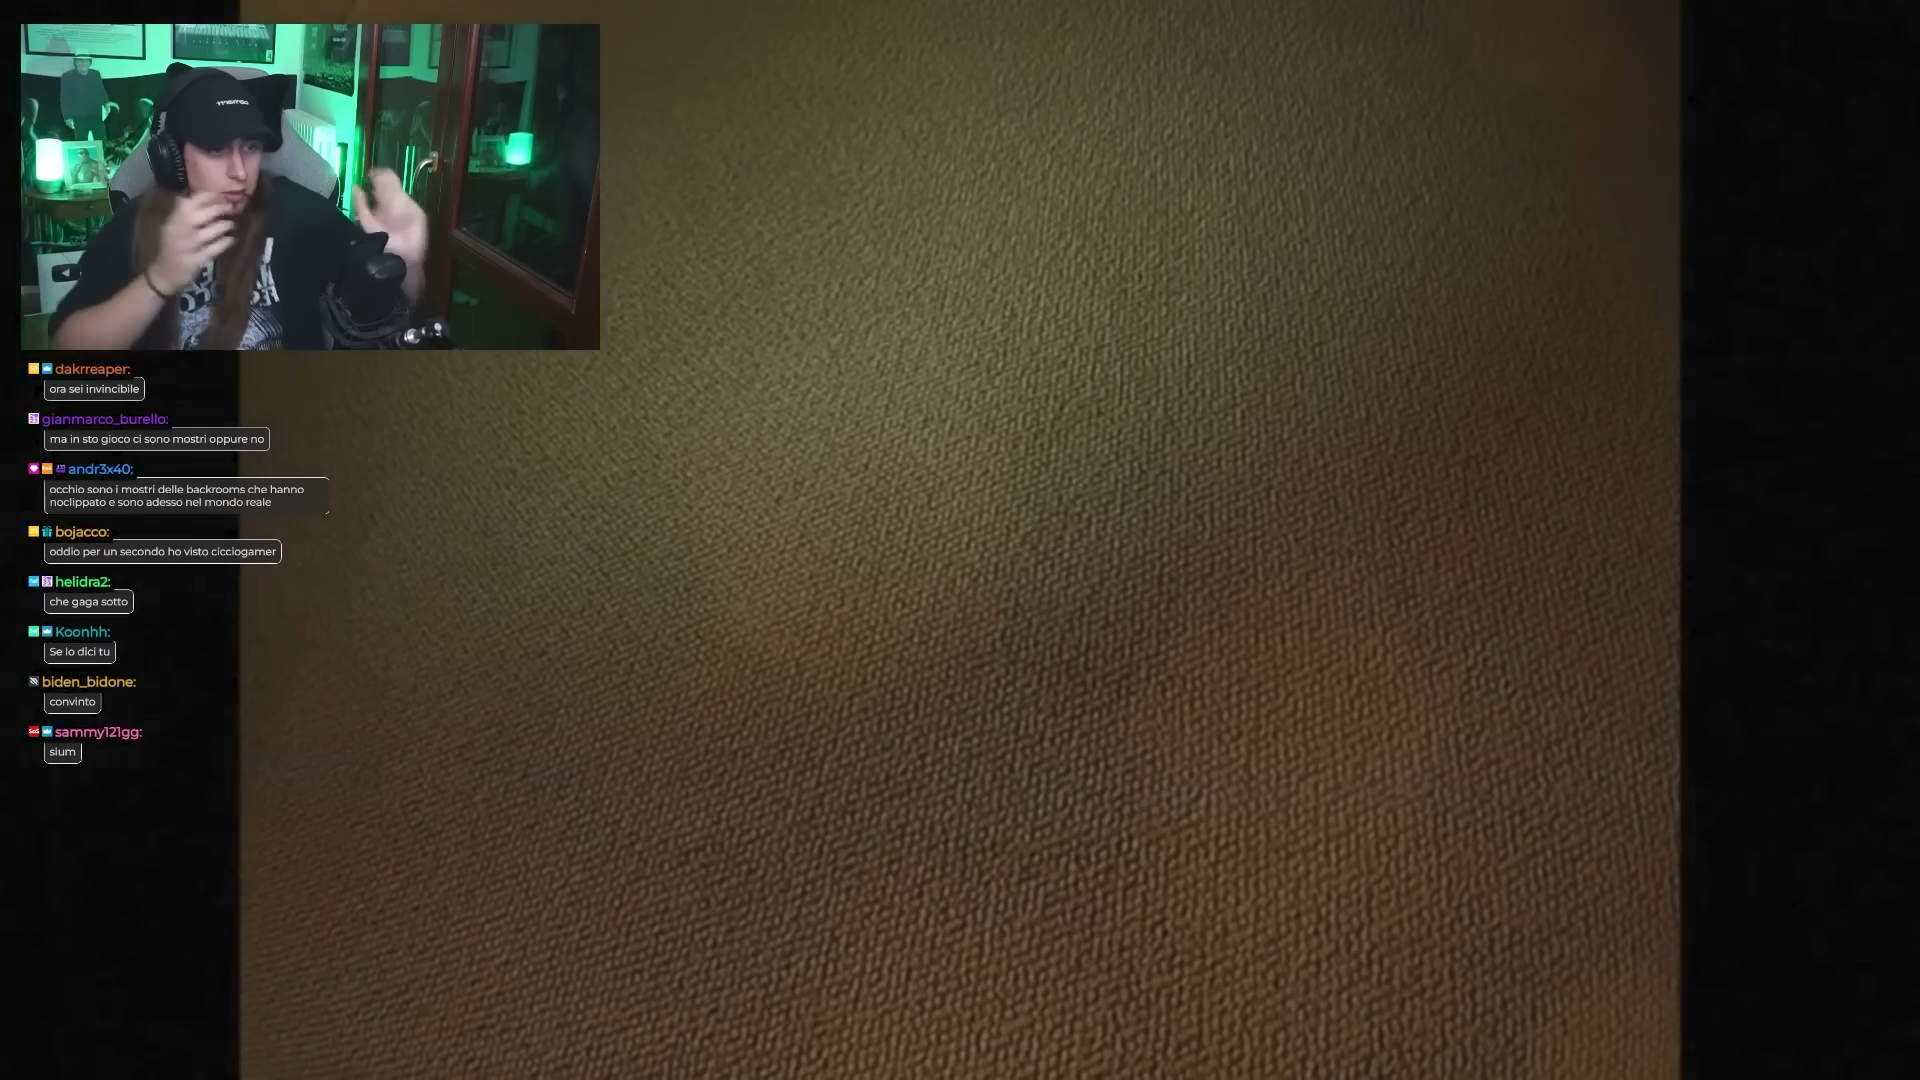 dakrreaper:
ora sei invincibile
gianmarco_burello:
ma in sto gioco ci sono mostri oppure no
andr3x40:
occhio sono i mostri delle backrooms che hanno
noclippato e sono adesso nel mondo reale
bojacco:
oddio per un secondo ho visto cicciogamer
helidra2:
che gaga sotto
Koonhh:
Se lo dici tu
biden_bidone:
convinto
sammy121gg:
sium